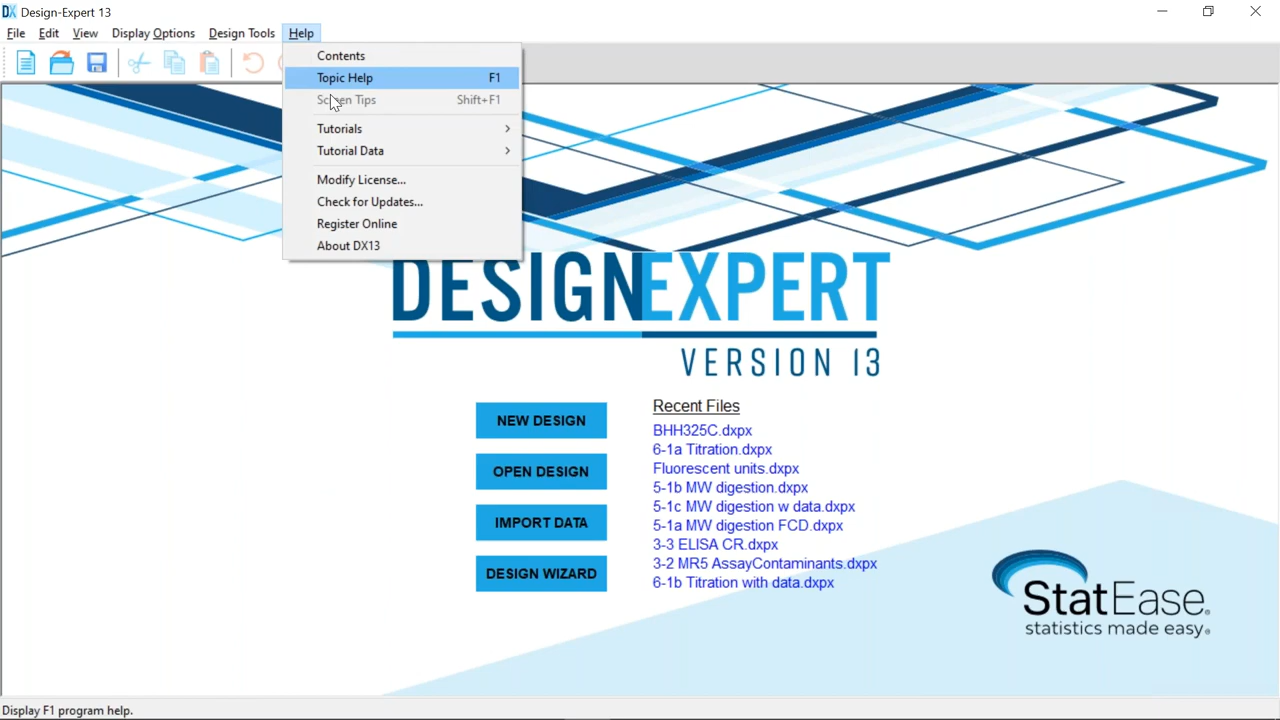 DX Design-Expert 13
File Edit View Display Options Design Tools Help
Contents
Topic Help F1
Screen Tips Shift+F1
Tutorials
Tutorial Data
Modify License...
Check for Updates...
Register Online
About DX13
DESIGNEXPERT
VERSION 13
NEW DESIGN
OPEN DESIGN
IMPORT DATA
DESIGN WIZARD
Recent Files
BHH325C.dxpx
6-1a Titration.dxpx
Fluorescent units.dxpx
5-1b MW digestion.dxpx
5-1c MW digestion w data.dxpx
5-1a MW digestion FCD.dxpx
3-3 ELISA CR.dxpx
3-2 MR5 AssayContaminants.dxpx
6-1b Titration with data.dxpx
StatEase®
statistics made easy®
Display F1 program help.